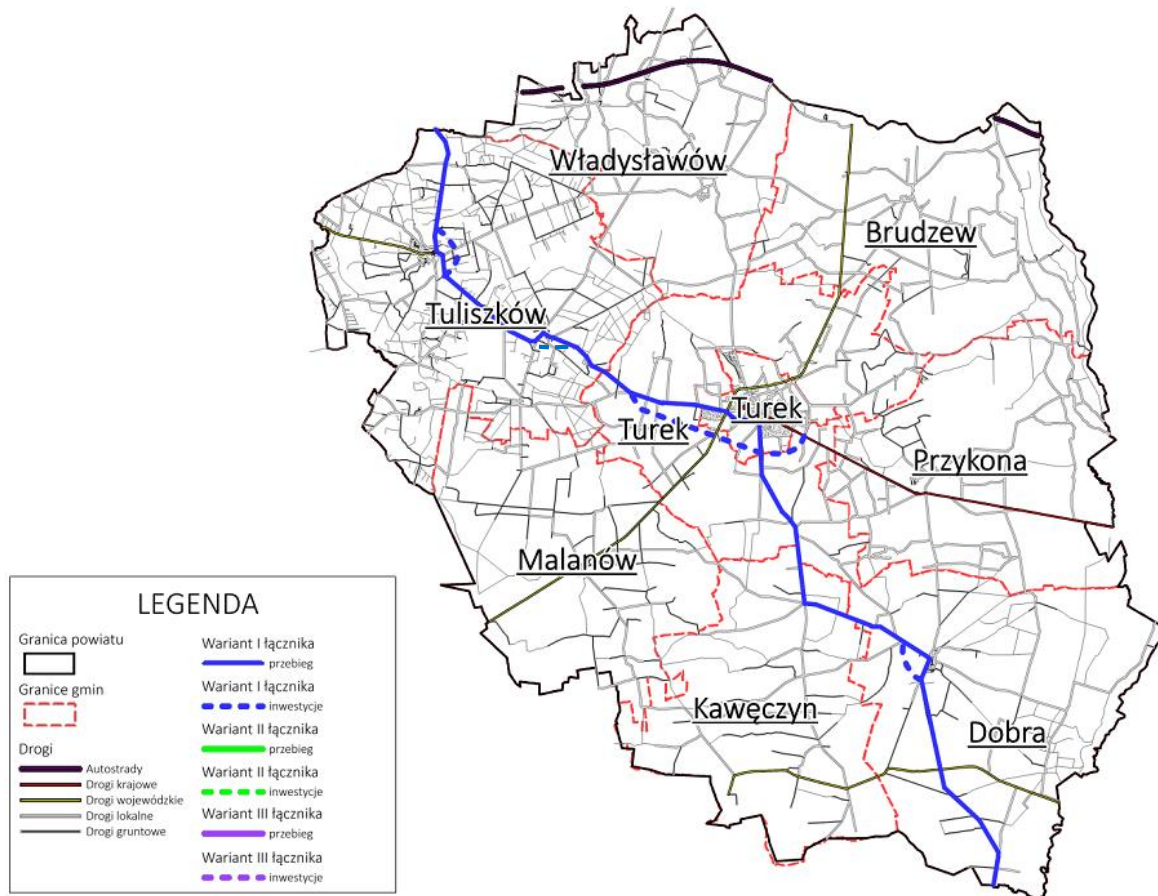 Władysławów
Brudzew
Tuliszków
Turek
Turek
Przykona
Malanów
Kawęczyn
Dobra
LEGENDA
Granica powiatu
Granice gmin
Drogi
Autostrady
Drogi krajowe
Drogi wojewódzkie
Drogi lokalne
Drogi gruntowe
Wariant I łącznika
przebieg
Wariant I łącznika
inwestycje
Wariant II łącznika
przebieg
Wariant II łącznika
inwestycje
Wariant III łącznika
przebieg
Wariant III łącznika
inwestycje